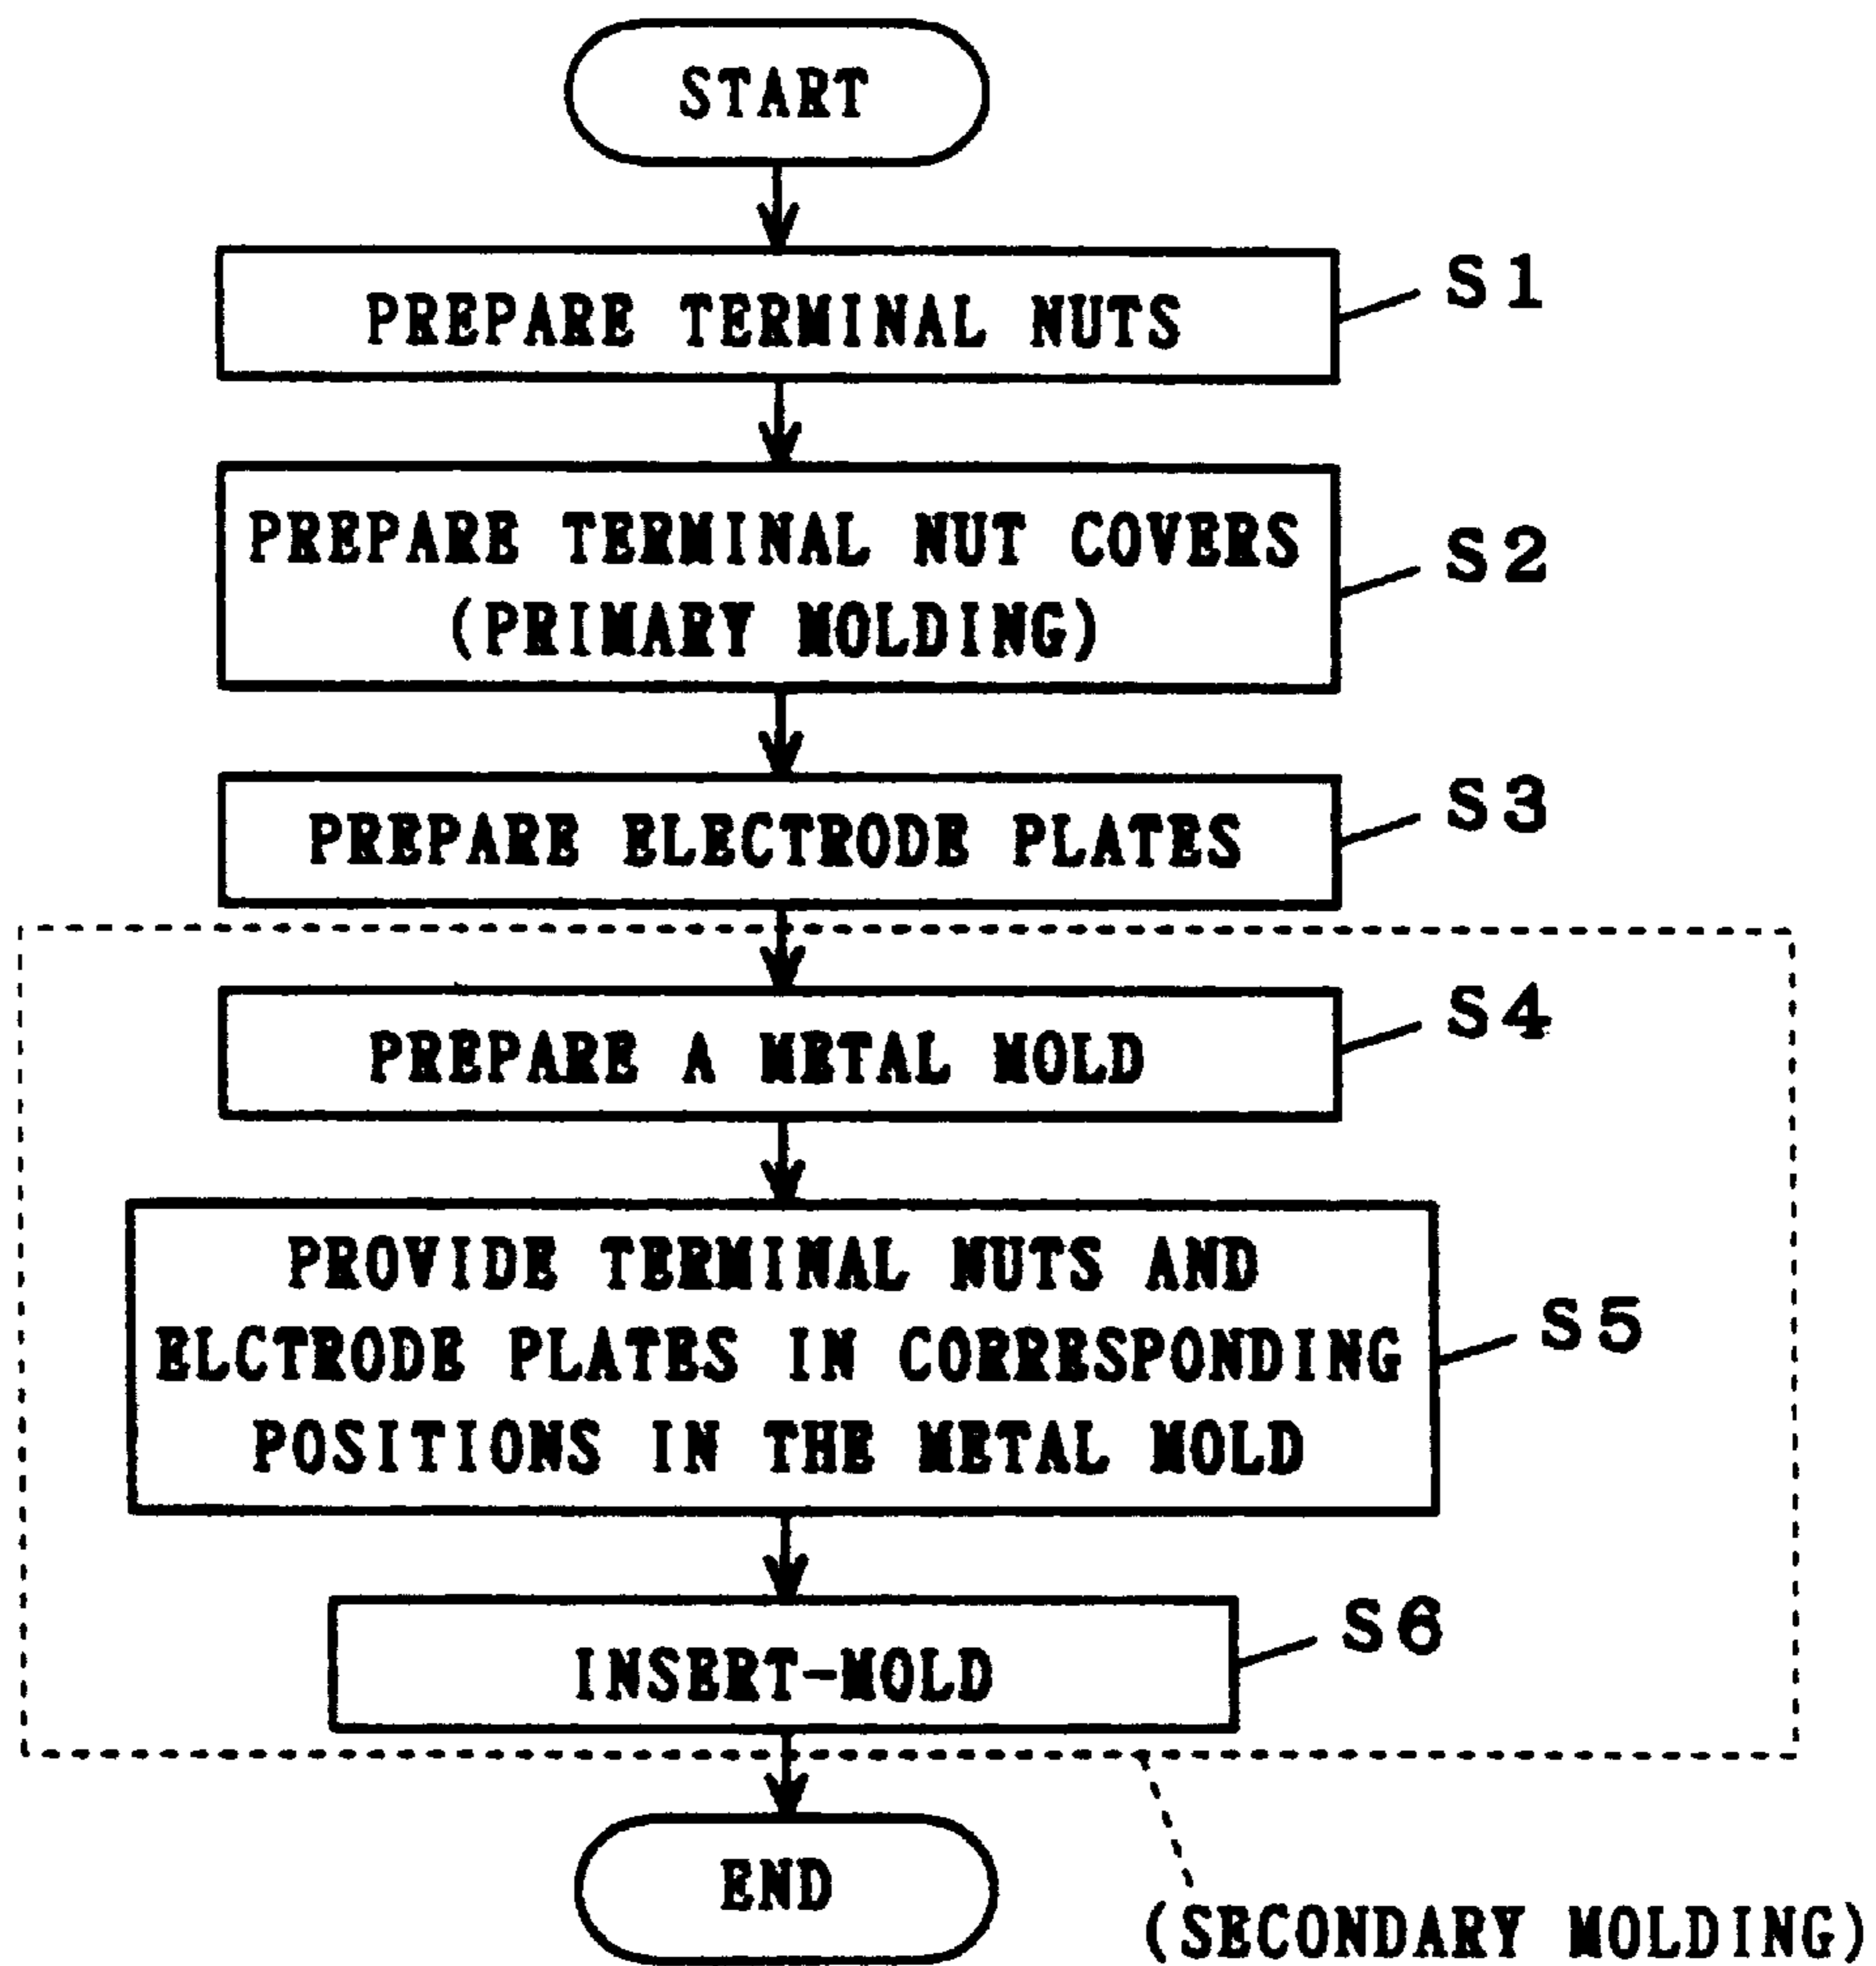 START
PREPARE TERMINAL NUTS
S1
PREPARE TERMINAL NUT COVERS
(PRIMARY MOLDING)
S2
PREPARE ELECTRODE PLATES
S3
PREPARE A METAL MOLD
S4
PROVIDE TERMINAL NUTS AND
ELCTRODE PLATES IN CORRESPONDING
POSITIONS IN THE METAL MOLD
S5
INSERT-MOLD
S6
END
(SECONDARY MOLDING)